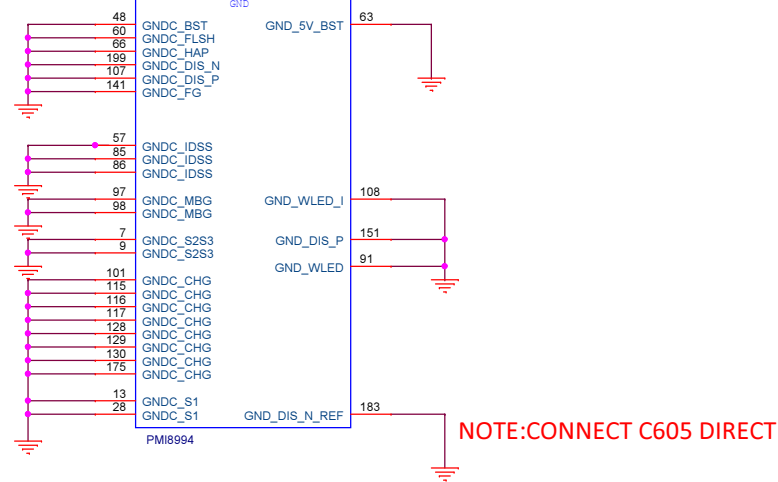 GND
48 GNDC_BST GND_5V_BST 63
60 GNDC_FLSH
66 GNDC_HAP
199 GNDC_DIS_N
107 GNDC_DIS_P
141 GNDC_FG
57 GNDC_IDSS
85 GNDC_IDSS
86 GNDC_IDSS
97 GNDC_MBG GND_WLED_I 108
98 GNDC_MBG
7 GNDC_S2S3 GND_DIS_P 151
9 GNDC_S2S3
GND_WLED 91
101 GNDC_CHG
115 GNDC_CHG
116 GNDC_CHG
117 GNDC_CHG
128 GNDC_CHG
129 GNDC_CHG
130 GNDC_CHG
175 GNDC_CHG
13 GNDC_S1
28 GNDC_S1 GND_DIS_N_REF 183
NOTE:CONNECT C605 DIRECT
PMI8994